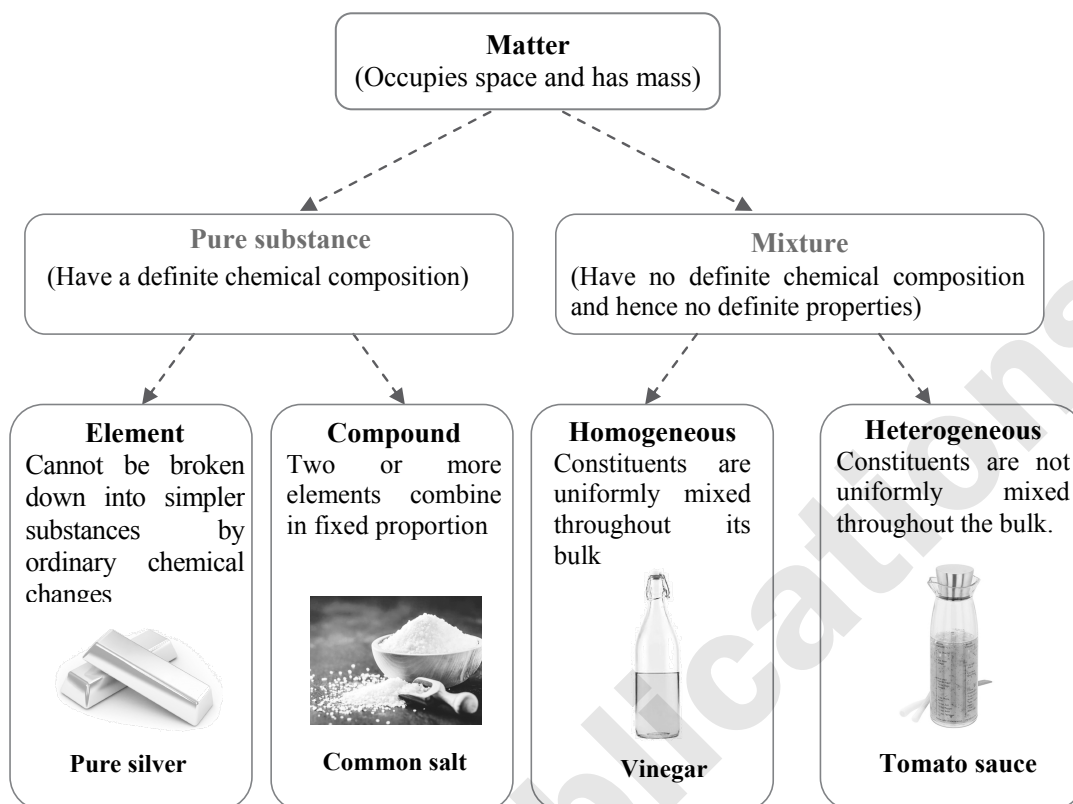 Matter
(Occupies space and has mass)
Pure substance
(Have a definite chemical composition)
Mixture
(Have no definite chemical composition
and hence no definite properties)
Element
Cannot be broken
down into simpler
substances by
ordinary chemical
changes
Pure silver
Compound
Two or more
elements combine
in fixed proportion
Common salt
Homogeneous
Constituents are
uniformly mixed
throughout its
bulk
Vinegar
Heterogeneous
Constituents are not
uniformly mixed
throughout the bulk.
Tomato sauce
blications